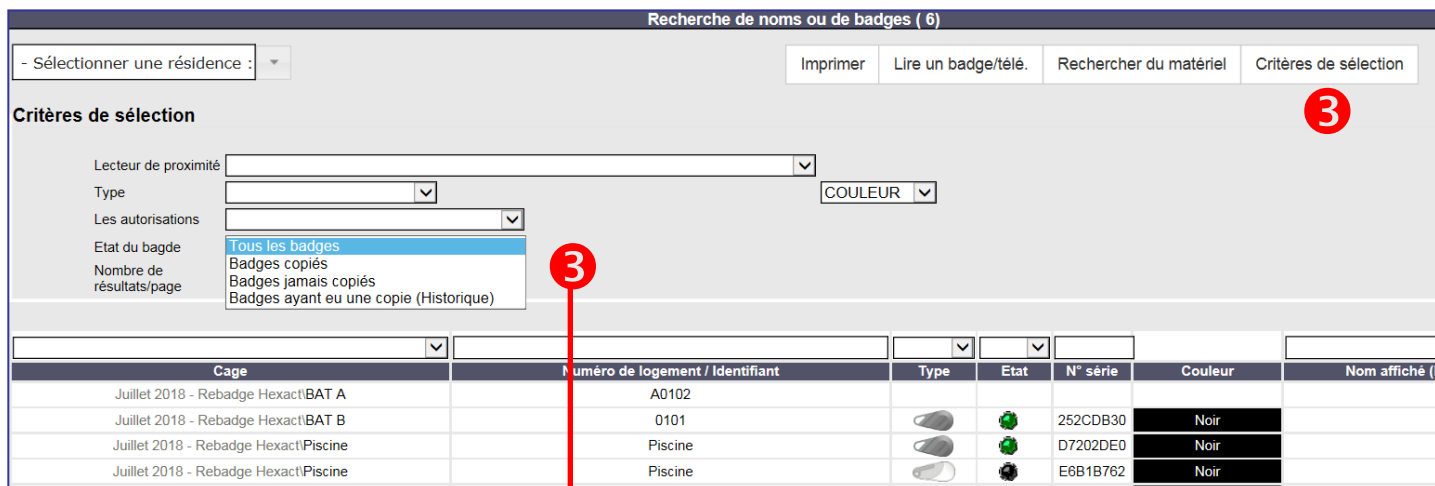 Recherche de noms ou de badges ( 6)
- Sélectionner une résidence :
Imprimer Lire un badge/télé. Rechercher du matériel Critères de sélection
3
Critères de sélection
Lecteur de proximité
Type COULEUR
Les autorisations
Etat du bagde Tous les badges
Badges copiés
3
Nombre de résultats/page
Badges jamais copiés
Badges ayant eu une copie (Historique)
Cage Numéro de logement / Identifiant Type Etat N° série Couleur Nom affiché (
Juillet 2018 - Rebadge Hexact\BAT A A0102
Juillet 2018 - Rebadge Hexact\BAT B 0101 252CDB30 Noir
Juillet 2018 - Rebadge Hexact\Piscine Piscine D7202DE0 Noir
Juillet 2018 - Rebadge Hexact\Piscine Piscine E6B1B762 Noir